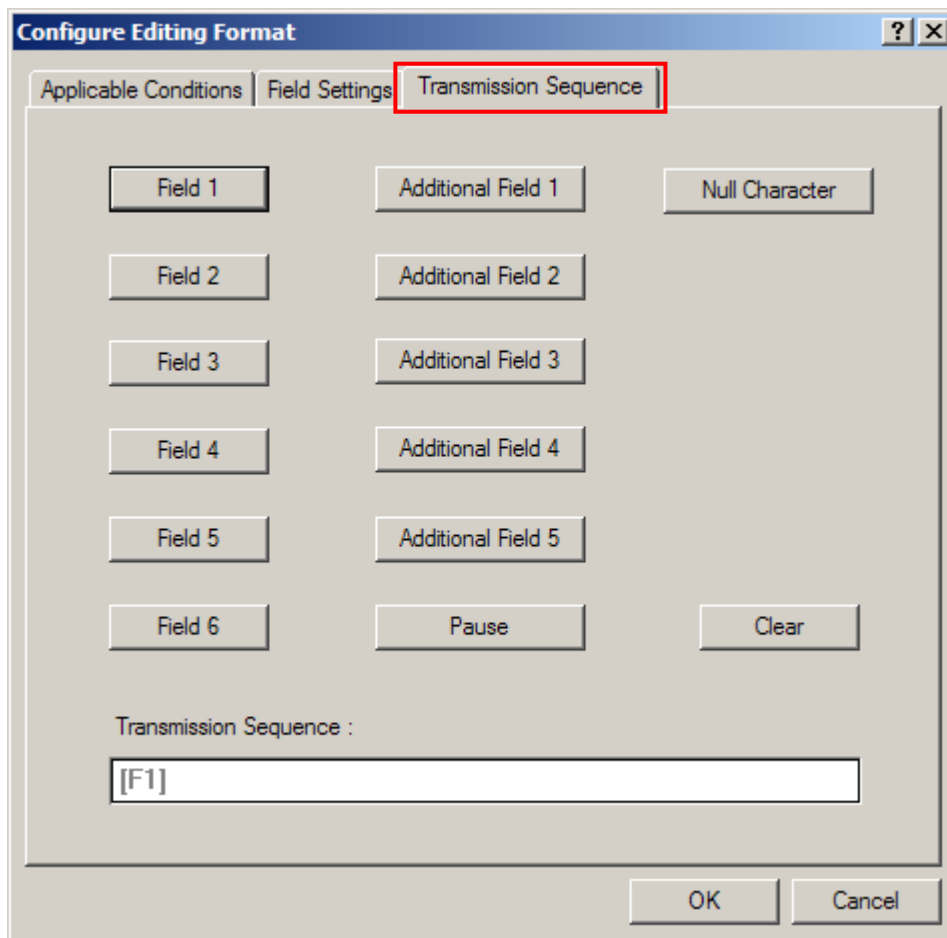 Configure Editing Format
Applicable Conditions Field Settings Transmission Sequence
Field 1 Additional Field 1 Null Character
Field 2 Additional Field 2
Field 3 Additional Field 3
Field 4 Additional Field 4
Field 5 Additional Field 5
Field 6 Pause Clear
Transmission Sequence :
[F1]
OK Cancel